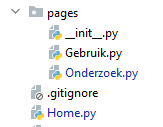 pages
__init__.py
Gebruik.py
Onderzoek.py
.gitignore
Home.py